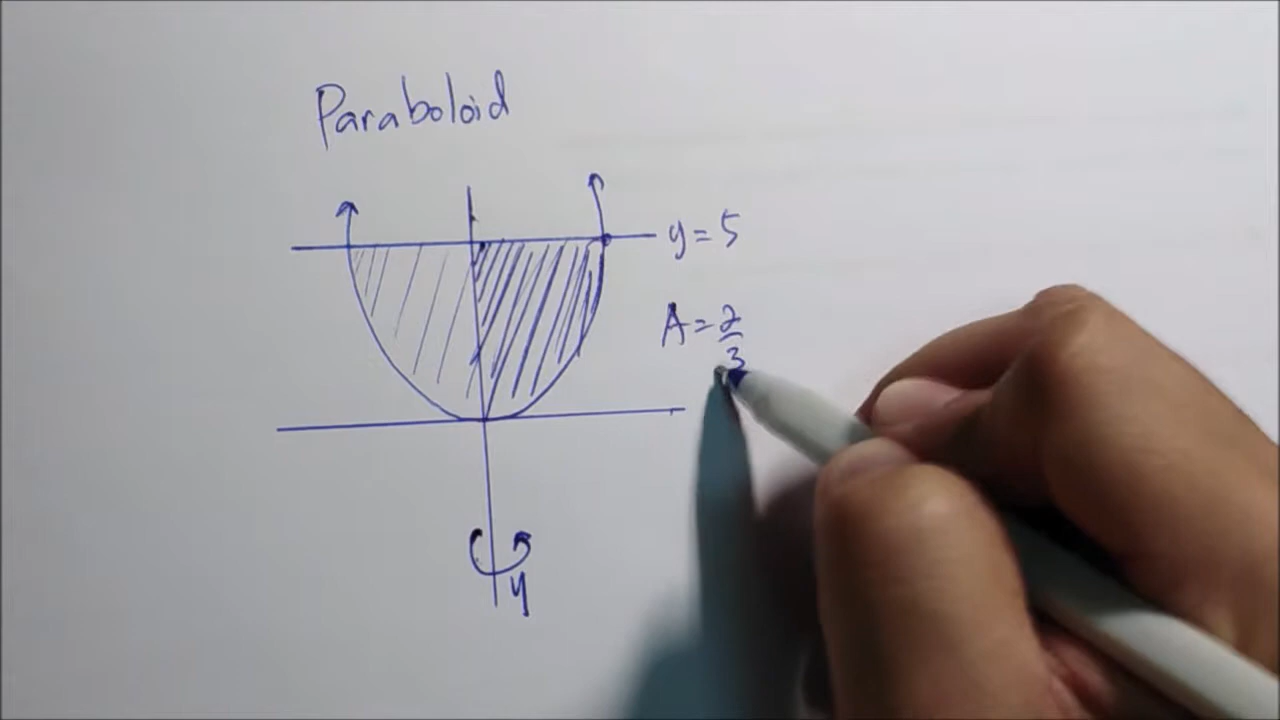 Paraboloid
y = 5
A = 2/3
y